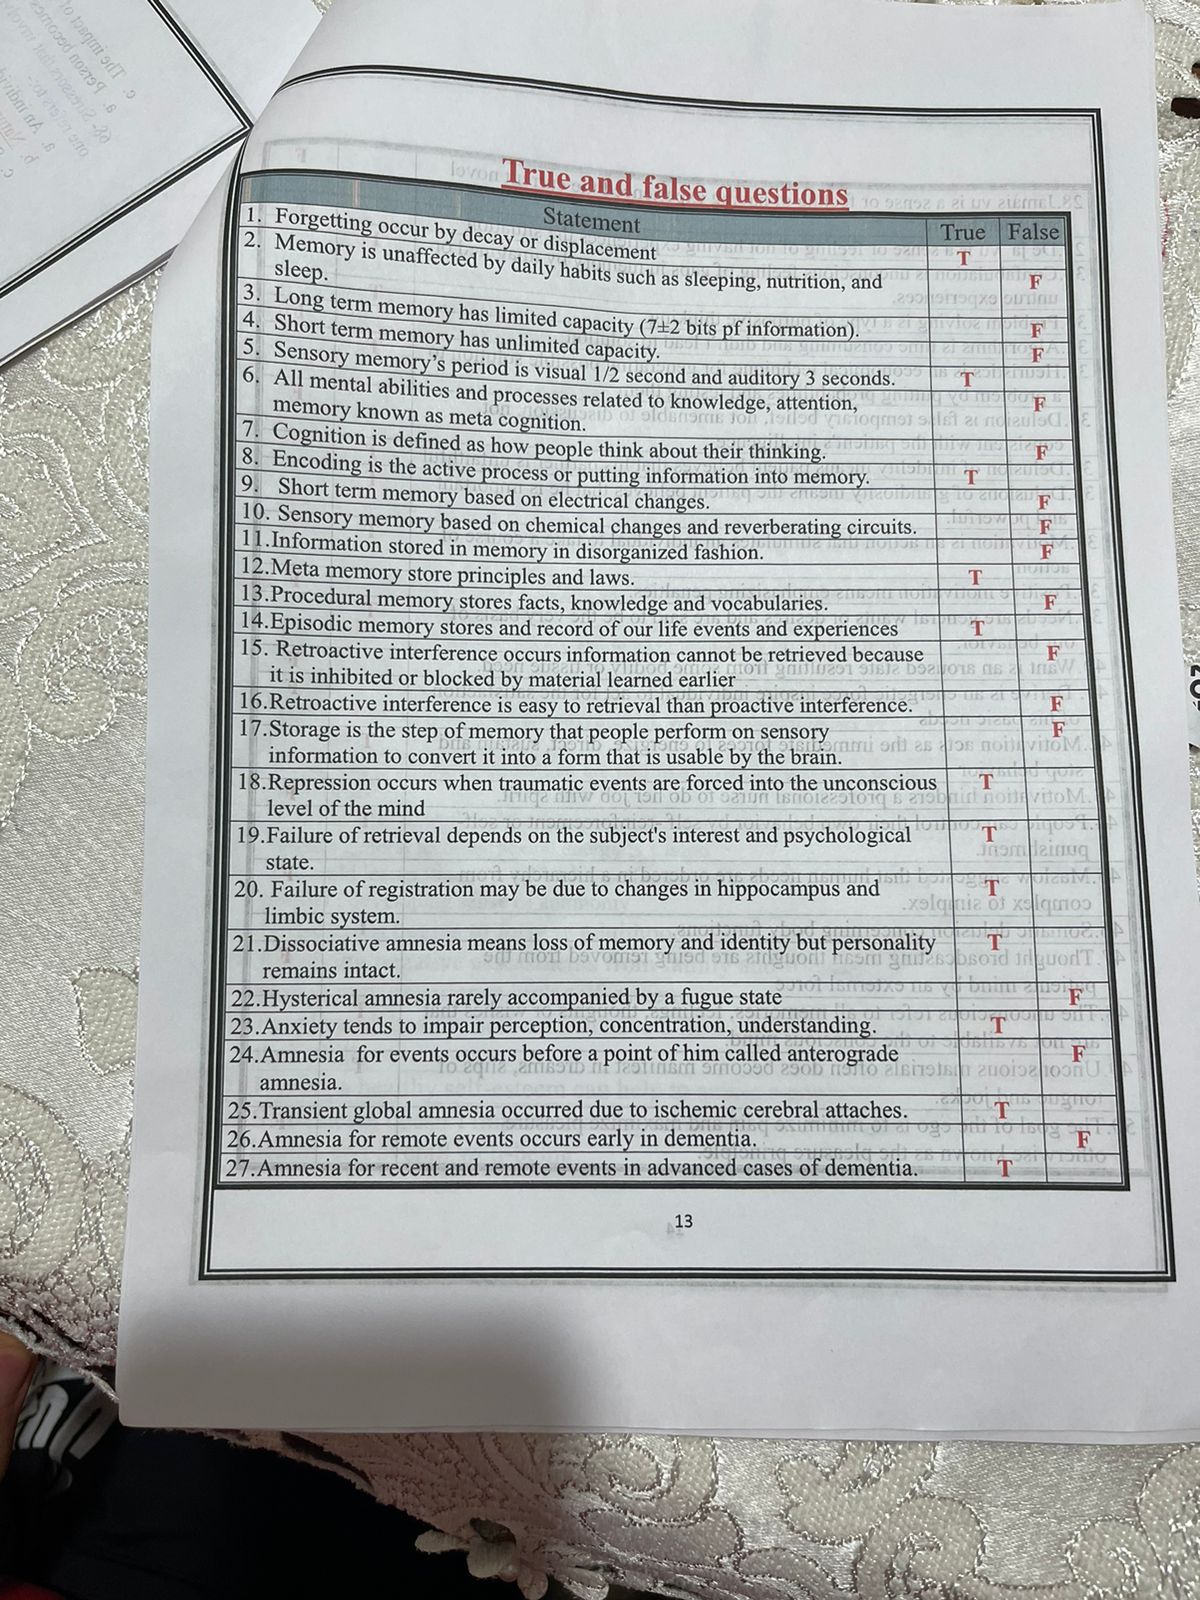 c. The impact of
a. Person becomes
66- Stressors that involv
one refers to:-
a. An individ
b.
True and false questions
Statement True False
1. Forgetting occur by decay or displacement T
2. Memory is unaffected by daily habits such as sleeping, nutrition, and F
sleep.
3. Long term memory has limited capacity (7±2 bits pf information). F
4. Short term memory has unlimited capacity. F
5. Sensory memory's period is visual 1/2 second and auditory 3 seconds. T
6. All mental abilities and processes related to knowledge, attention, F
memory known as meta cognition.
7. Cognition is defined as how people think about their thinking. F
8. Encoding is the active process or putting information into memory. T
9. Short term memory based on electrical changes. F
10. Sensory memory based on chemical changes and reverberating circuits. F
11.Information stored in memory in disorganized fashion. F
12.Meta memory store principles and laws. T
13.Procedural memory stores facts, knowledge and vocabularies. F
14.Episodic memory stores and record of our life events and experiences T
15. Retroactive interference occurs information cannot be retrieved because F
it is inhibited or blocked by material learned earlier
16.Retroactive interference is easy to retrieval than proactive interference. F
17.Storage is the step of memory that people perform on sensory F
information to convert it into a form that is usable by the brain.
18.Repression occurs when traumatic events are forced into the unconscious T
level of the mind
19.Failure of retrieval depends on the subject's interest and psychological T
state.
20. Failure of registration may be due to changes in hippocampus and T
limbic system.
21.Dissociative amnesia means loss of memory and identity but personality T
remains intact.
22.Hysterical amnesia rarely accompanied by a fugue state F
23.Anxiety tends to impair perception, concentration, understanding. T
24.Amnesia for events occurs before a point of him called anterograde F
amnesia.
25.Transient global amnesia occurred due to ischemic cerebral attaches. T
26.Amnesia for remote events occurs early in dementia. F
27.Amnesia for recent and remote events in advanced cases of dementia. T
13